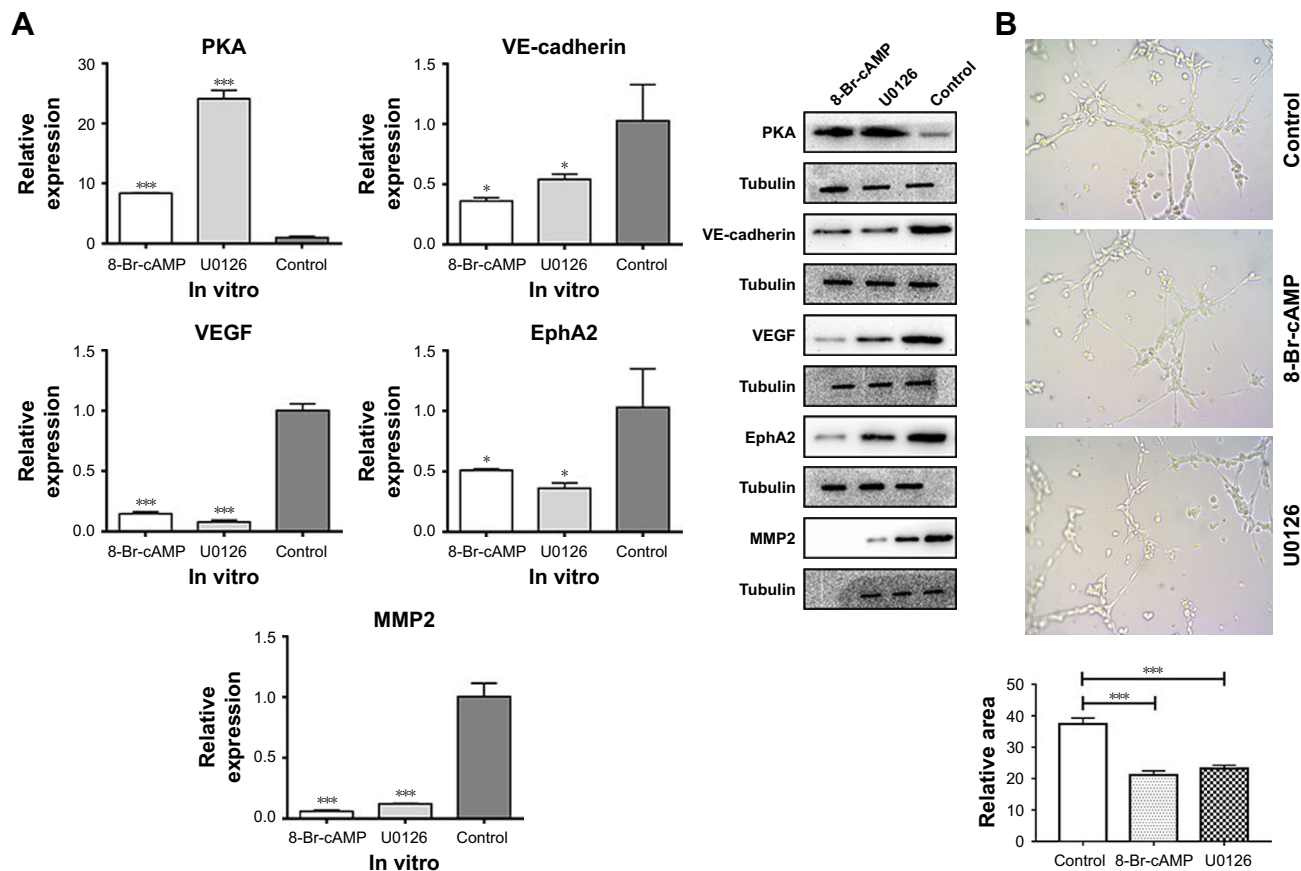 A
PKA
Relative
expression
30
20
10
0
***
***
8-Br-cAMP U0126 Control
In vitro
VE-cadherin
Relative
expression
1.5
1.0
0.5
0.0
*
*
8-Br-cAMP U0126 Control
In vitro
VEGF
Relative
expression
1.5
1.0
0.5
0.0
***
***
8-Br-cAMP U0126 Control
In vitro
EphA2
Relative
expression
1.5
1.0
0.5
0.0
*
*
8-Br-cAMP U0126 Control
In vitro
MMP2
Relative
expression
1.5
1.0
0.5
0.0
***
***
8-Br-cAMP U0126 Control
In vitro
8-Br-cAMP U0126 Control
PKA
Tubulin
VE-cadherin
Tubulin
VEGF
Tubulin
EphA2
Tubulin
MMP2
Tubulin
B
Control
8-Br-cAMP
U0126
Relative area
50
40
30
20
10
0
***
***
Control 8-Br-cAMP U0126